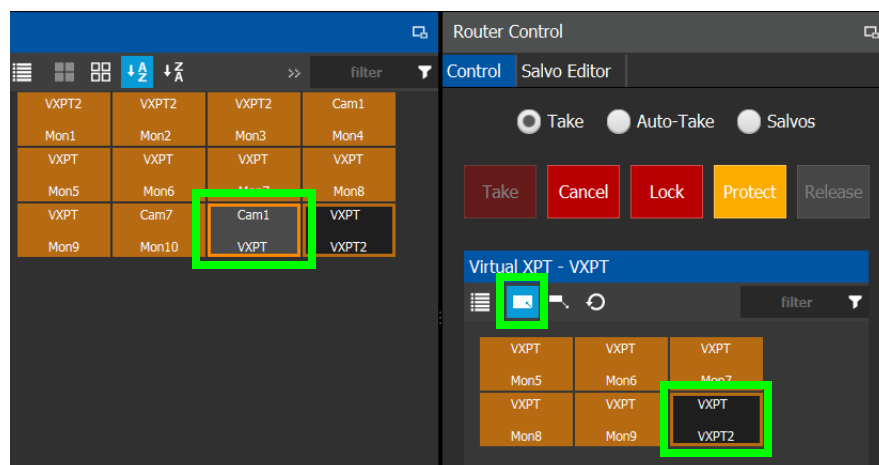 Router Control
Control Salvo Editor
filter
Take Auto-Take Salvos
VXPT2 VXPT2 VXPT2 Cam1
Mon1 Mon2 Mon3 Mon4
VXPT VXPT VXPT VXPT
Mon5 Mon6 Mon7 Mon8
VXPT Cam7 Cam1 VXPT
Mon9 Mon10 VXPT VXPT2
Take Cancel Lock Protect Release
Virtual XPT - VXPT
filter
VXPT VXPT VXPT
Mon5 Mon6 Mon7
VXPT VXPT VXPT
Mon8 Mon9 VXPT2